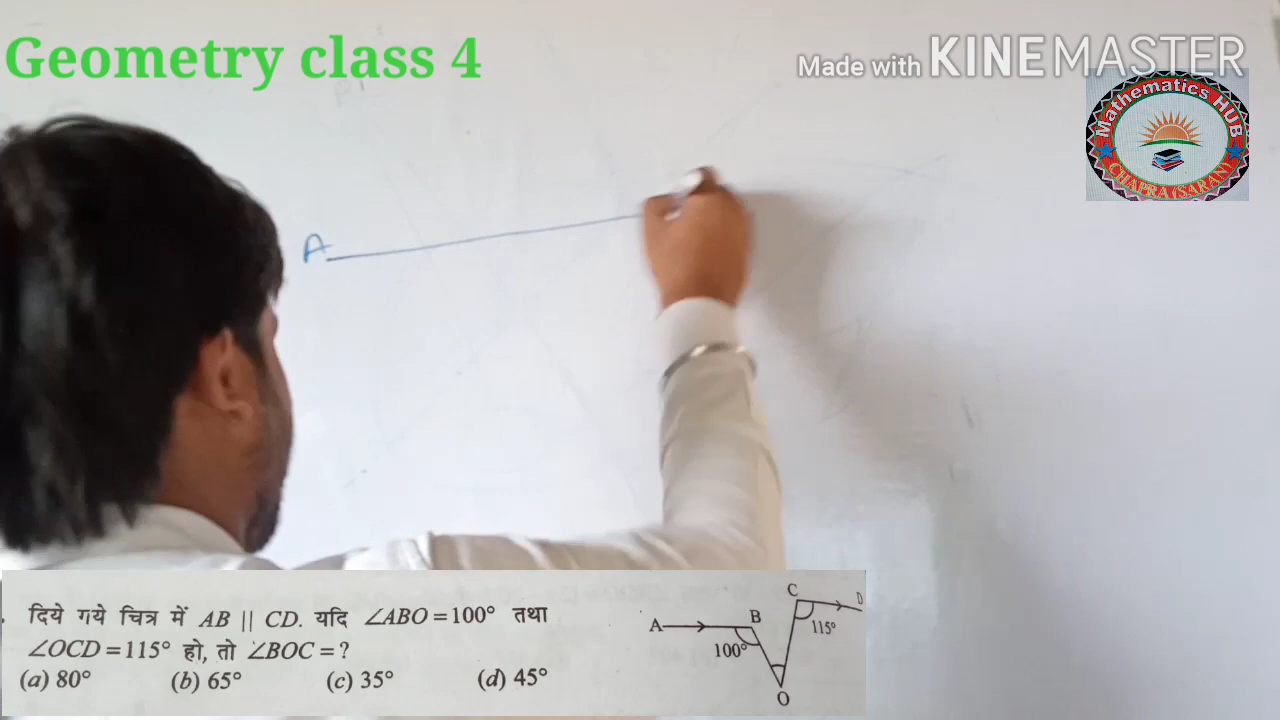 Geometry class 4
Made with KINEMASTER
Mathematics HUB
CHAPRA (SARAN)
A
दिये गये चित्र में AB || CD. यदि ∠ABO = 100° तथा
∠OCD = 115° हो, तो ∠BOC = ?
(a) 80° (b) 65° (c) 35° (d) 45°
C
D
B
A
115°
100°
O